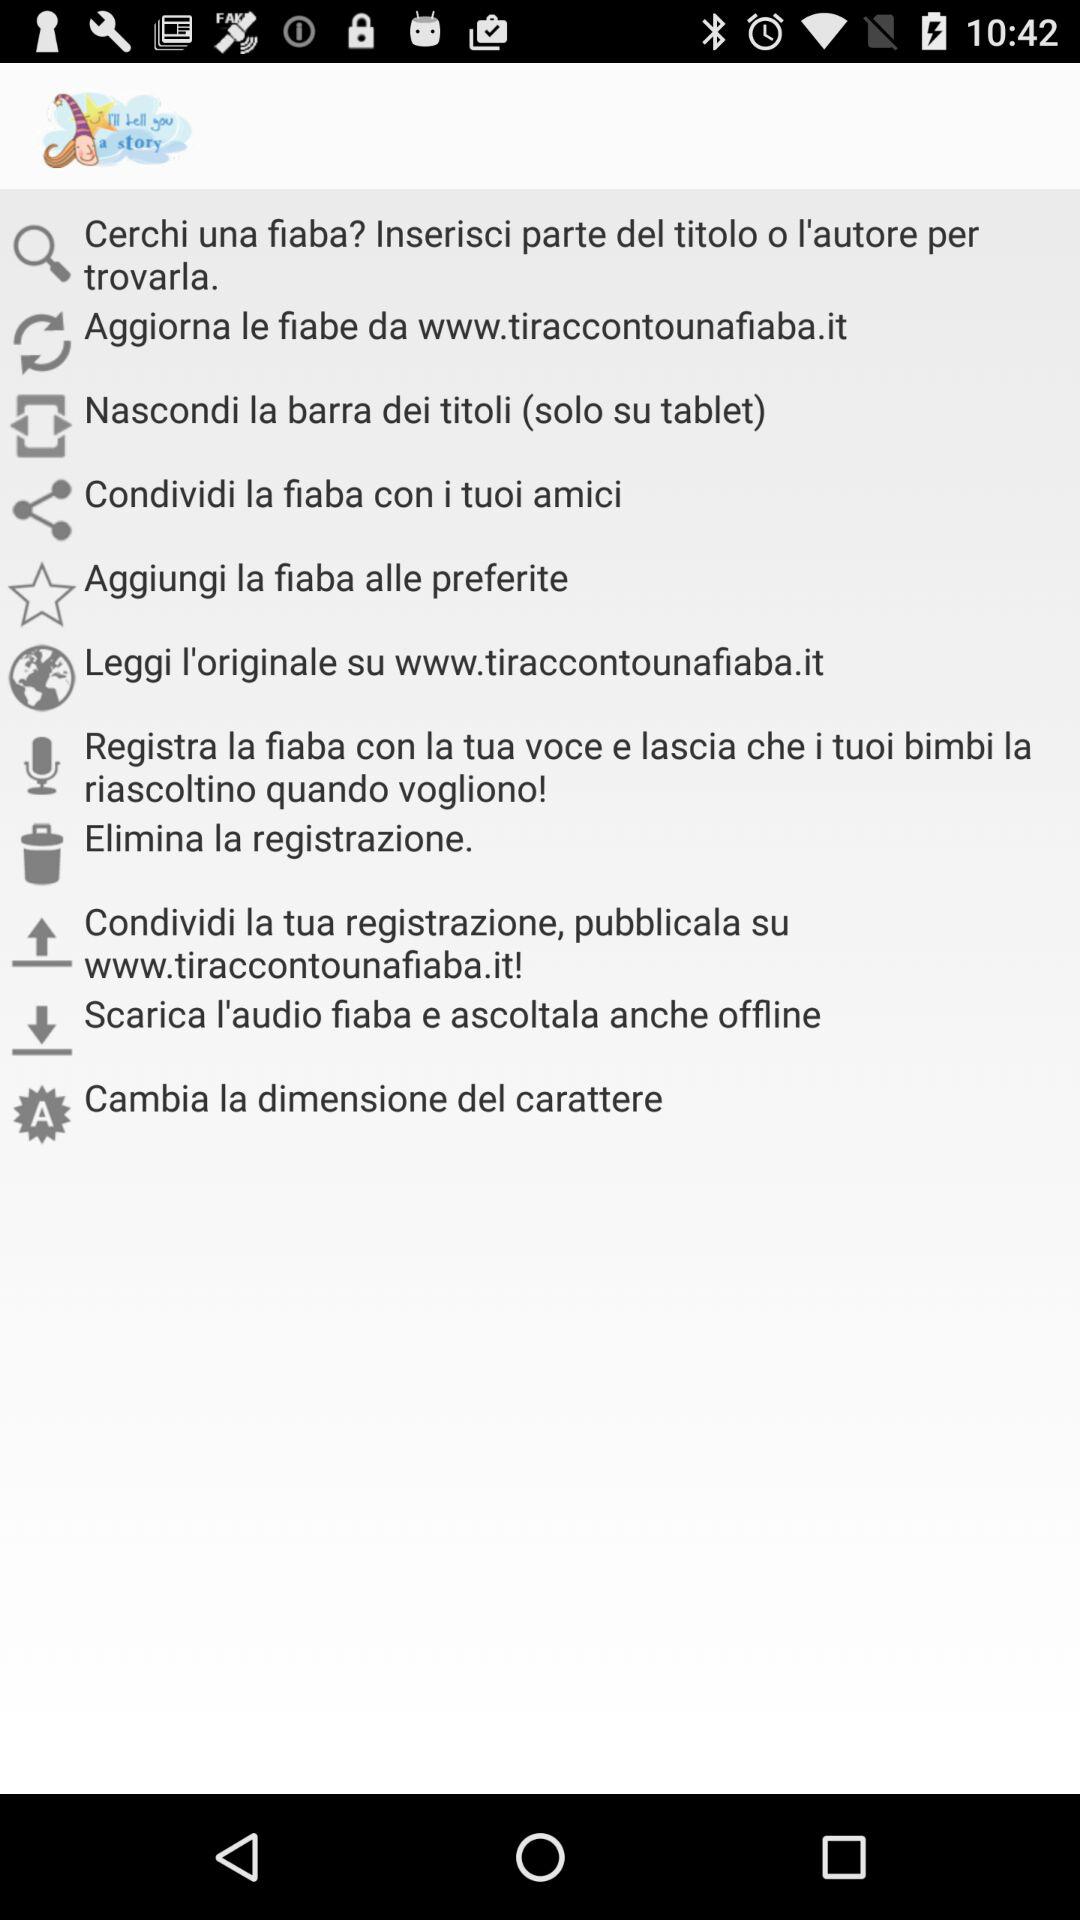 FAKE
10:42
I'll tell you
a story
Cerchi una fiaba? Inserisci parte del titolo o l'autore per
trovarla.
Aggiorna le fiabe da www.tiraccontounafiaba.it
Nascondi la barra dei titoli (solo su tablet)
Condividi la fiaba con i tuoi amici
Aggiungi la fiaba alle preferite
Leggi l'originale su www.tiraccontounafiaba.it
Registra la fiaba con la tua voce e lascia che i tuoi bimbi la
riascoltino quando vogliono!
Elimina la registrazione.
Condividi la tua registrazione, pubblicala su
www.tiraccontounafiaba.it!
Scarica l'audio fiaba e ascoltala anche offline
A Cambia la dimensione del carattere